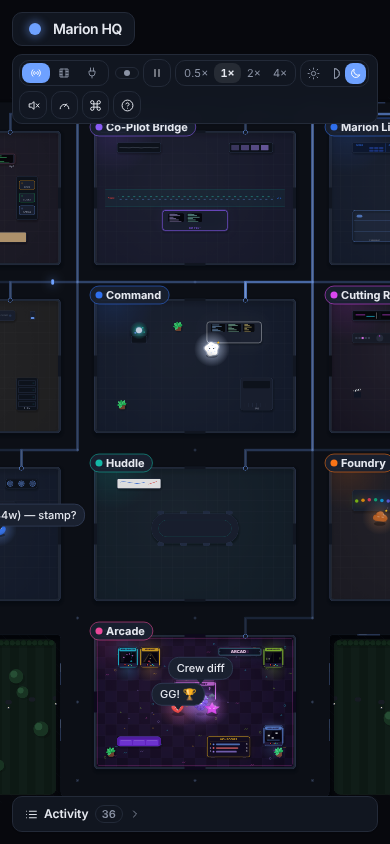 Marion HQ
0.5× 1× 2× 4×
Co-Pilot Bridge
Marion Li
Command
Cutting R
Huddle
Foundry
4w) — stamp?
Arcade
ARCAD
Crew diff
GG! 🏆
Activity 36